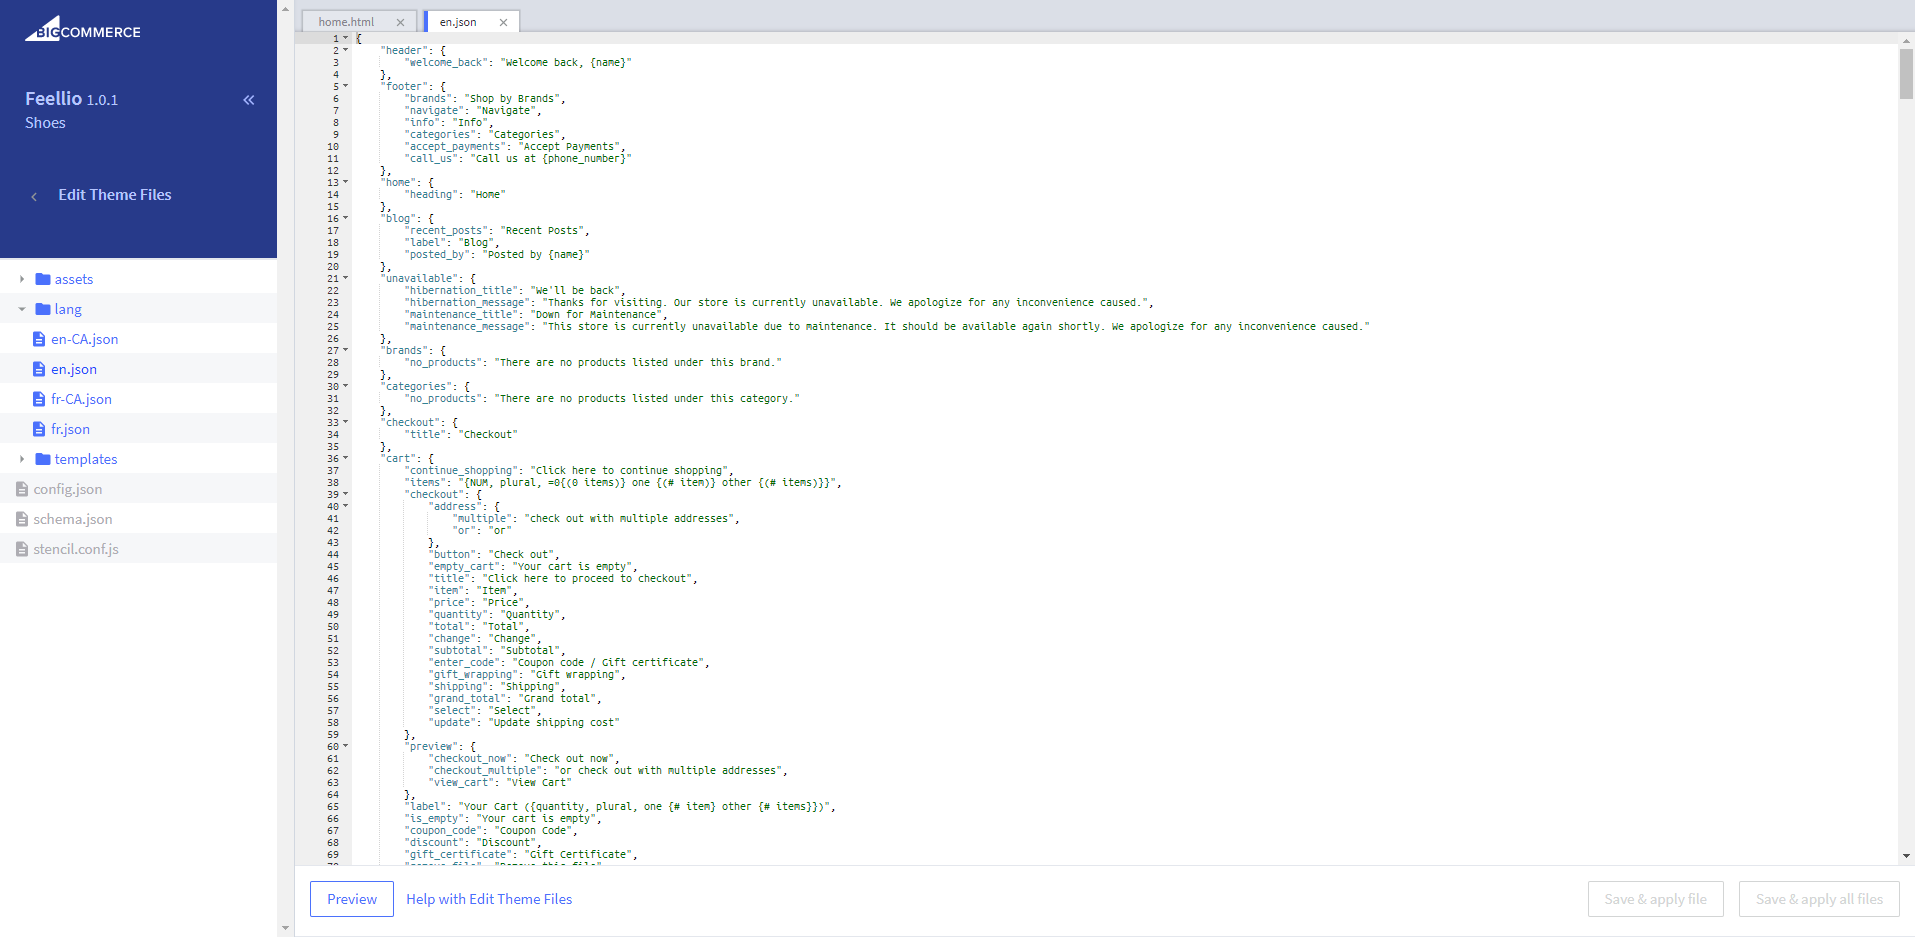 BIGCOMMERCE
Feellio 1.0.1
Shoes
Edit Theme Files
assets
lang
en-CA.json
en.json
fr-CA.json
fr.json
templates
config.json
schema.json
stencil.conf.js
home.html
en.json
1 {
2 "header": {
3 "welcome_back": "Welcome back, {name}"
4 },
5 "footer": {
6 "brands": "Shop by Brands",
7 "navigate": "Navigate",
8 "info": "Info",
9 "categories": "Categories",
10 "accept_payments": "Accept Payments",
11 "call_us": "Call us at {phone_number}"
12 },
13 "home": {
14 "heading": "Home"
15 },
16 "blog": {
17 "recent_posts": "Recent Posts",
18 "label": "Blog",
19 "posted_by": "Posted by {name}"
20 },
21 "unavailable": {
22 "hibernation_title": "We'll be back",
23 "hibernation_message": "Thanks for visiting. Our store is currently unavailable. We apologize for any inconvenience caused.",
24 "maintenance_title": "Down for Maintenance",
25 "maintenance_message": "This store is currently unavailable due to maintenance. It should be available again shortly. We apologize for any inconvenience caused."
26 },
27 "brands": {
28 "no_products": "There are no products listed under this brand."
29 },
30 "categories": {
31 "no_products": "There are no products listed under this category."
32 },
33 "checkout": {
34 "title": "Checkout"
35 },
36 "cart": {
37 "continue_shopping": "Click here to continue shopping",
38 "items": "{NUM, plural, =0{(0 items)} one {(# item)} other {(# items)}}",
39 "checkout": {
40 "address": {
41 "multiple": "check out with multiple addresses",
42 "or": "or"
43 },
44 "button": "Check out",
45 "empty_cart": "Your cart is empty",
46 "title": "Click here to proceed to checkout",
47 "item": "Item",
48 "price": "Price",
49 "quantity": "Quantity",
50 "total": "Total",
51 "change": "Change",
52 "subtotal": "Subtotal",
53 "enter_code": "Coupon code / Gift certificate",
54 "gift_wrapping": "Gift wrapping",
55 "shipping": "Shipping",
56 "grand_total": "Grand total",
57 "select": "Select",
58 "update": "Update shipping cost"
59 },
60 "preview": {
61 "checkout_now": "Check out now",
62 "checkout_multiple": "or check out with multiple addresses",
63 "view_cart": "View Cart"
64 },
65 "label": "Your Cart ({quantity, plural, one {# item} other {# items}})",
66 "is_empty": "Your cart is empty",
67 "coupon_code": "Coupon Code",
68 "discount": "Discount",
69 "gift_certificate": "Gift Certificate",
Preview
Help with Edit Theme Files
Save & apply file
Save & apply all files